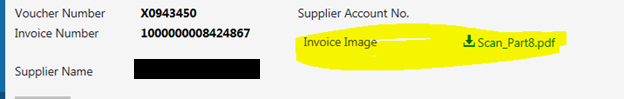 Voucher Number X0943450 Supplier Account No.
Invoice Number 1000000008424867
Invoice Image Scan_Part8.pdf
Supplier Name